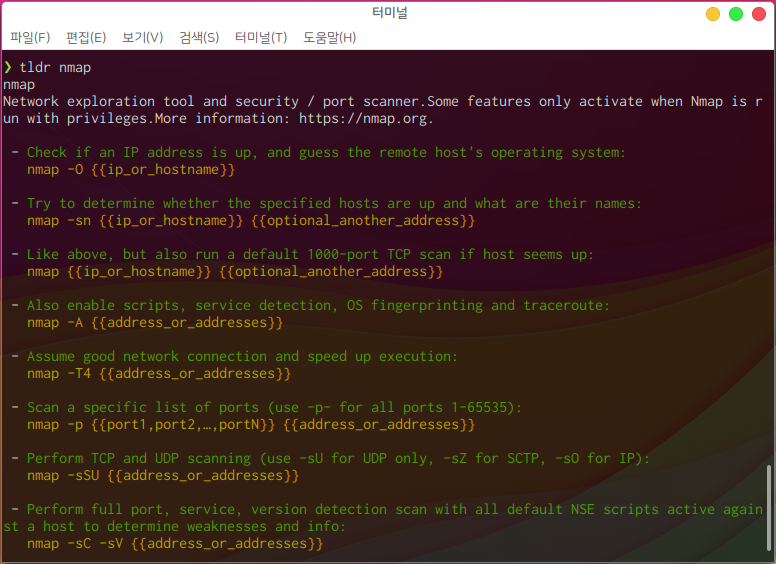 터미널
파일(F) 편집(E) 보기(V) 검색(S) 터미널(T) 도움말(H)
❯ tldr nmap
nmap
Network exploration tool and security / port scanner.Some features only activate when Nmap is r
un with privileges.More information: https://nmap.org.
- Check if an IP address is up, and guess the remote host's operating system:
nmap -O {{ip_or_hostname}}
- Try to determine whether the specified hosts are up and what are their names:
nmap -sn {{ip_or_hostname}} {{optional_another_address}}
- Like above, but also run a default 1000-port TCP scan if host seems up:
nmap {{ip_or_hostname}} {{optional_another_address}}
- Also enable scripts, service detection, OS fingerprinting and traceroute:
nmap -A {{address_or_addresses}}
- Assume good network connection and speed up execution:
nmap -T4 {{address_or_addresses}}
- Scan a specific list of ports (use -p- for all ports 1-65535):
nmap -p {{port1,port2,…,portN}} {{address_or_addresses}}
- Perform TCP and UDP scanning (use -sU for UDP only, -sZ for SCTP, -sO for IP):
nmap -sSU {{address_or_addresses}}
- Perform full port, service, version detection scan with all default NSE scripts active again
st a host to determine weaknesses and info:
nmap -sC -sV {{address_or_addresses}}